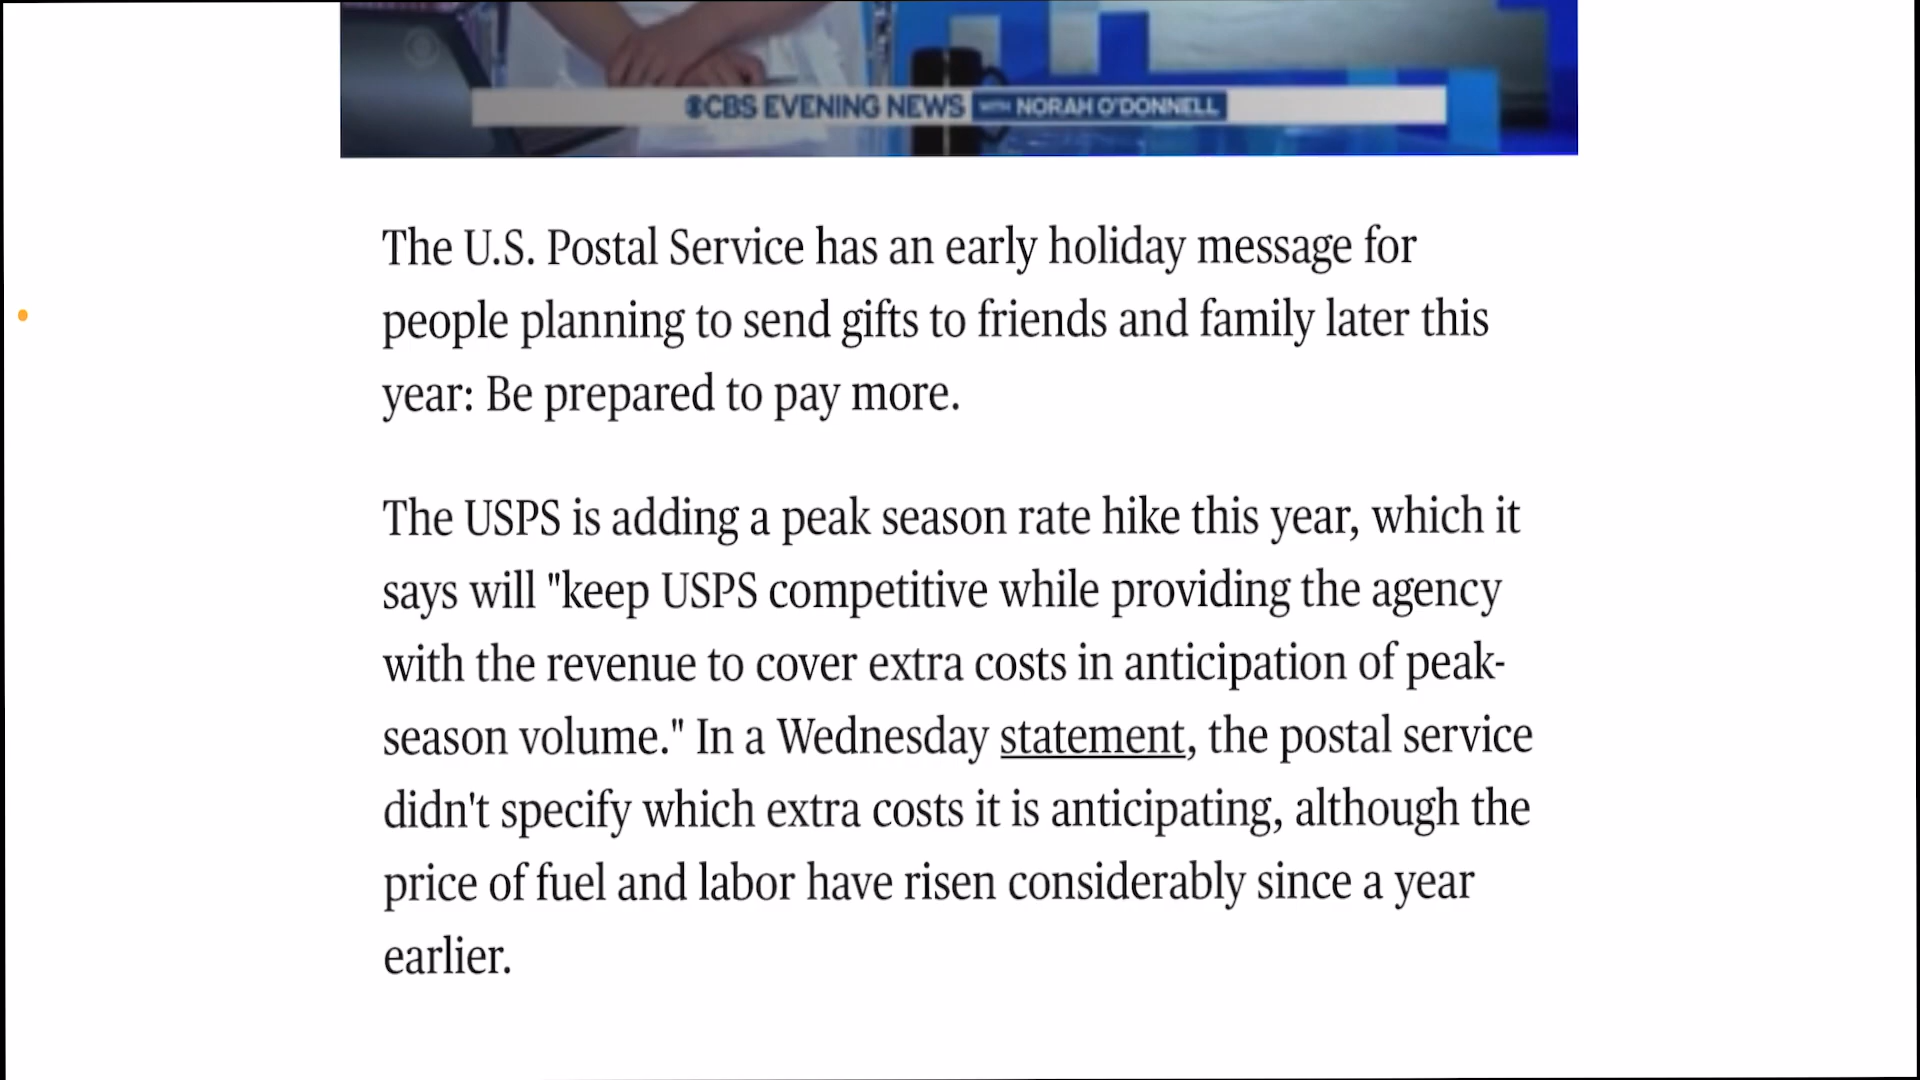 CBS EVENING NEWS WITH NORAH O'DONNELL
The U.S. Postal Service has an early holiday message for
people planning to send gifts to friends and family later this
year: Be prepared to pay more.
The USPS is adding a peak season rate hike this year, which it
says will "keep USPS competitive while providing the agency
with the revenue to cover extra costs in anticipation of peak-
season volume." In a Wednesday statement, the postal service
didn't specify which extra costs it is anticipating, although the
price of fuel and labor have risen considerably since a year
earlier.